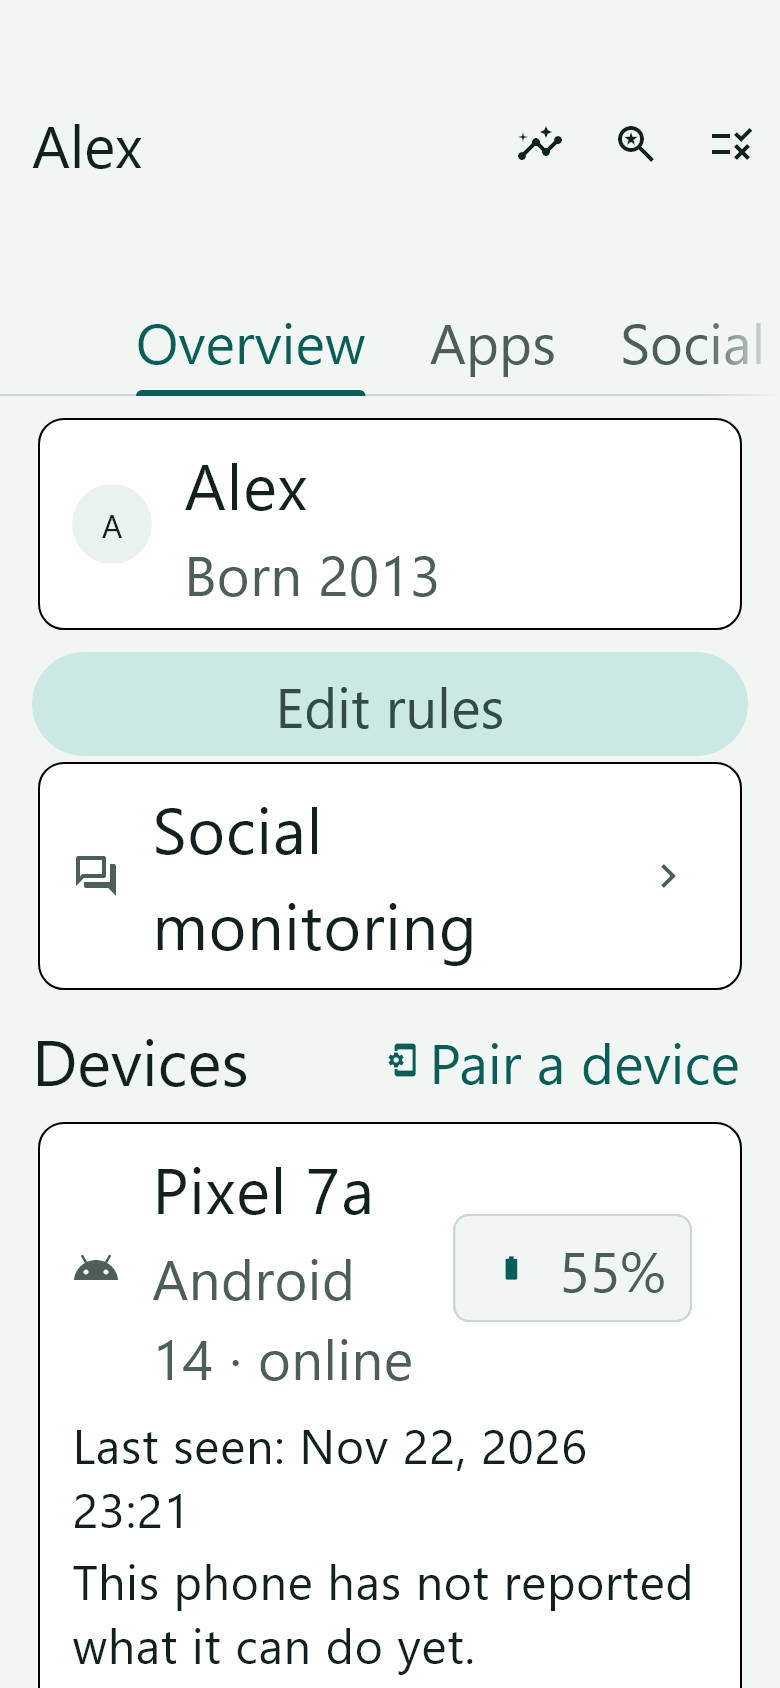 Alex
Overview
Apps
Social
Alex
A
Born 2013
Edit rules
Social
monitoring
Devices
Pair a device
Pixel 7a
Android
14 · online
55%
Last seen: Nov 22, 2026
23:21
This phone has not reported
what it can do yet.